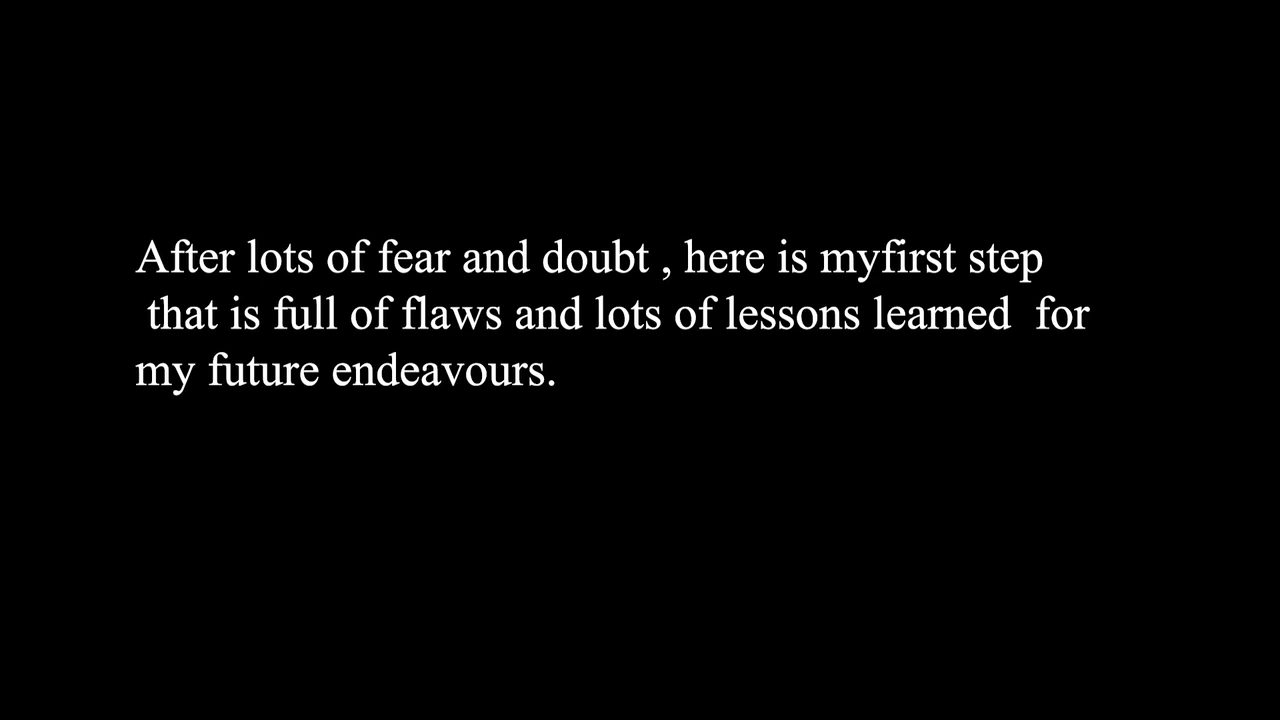 After lots of fear and doubt , here is myfirst step
that is full of flaws and lots of lessons learned  for
my future endeavours.